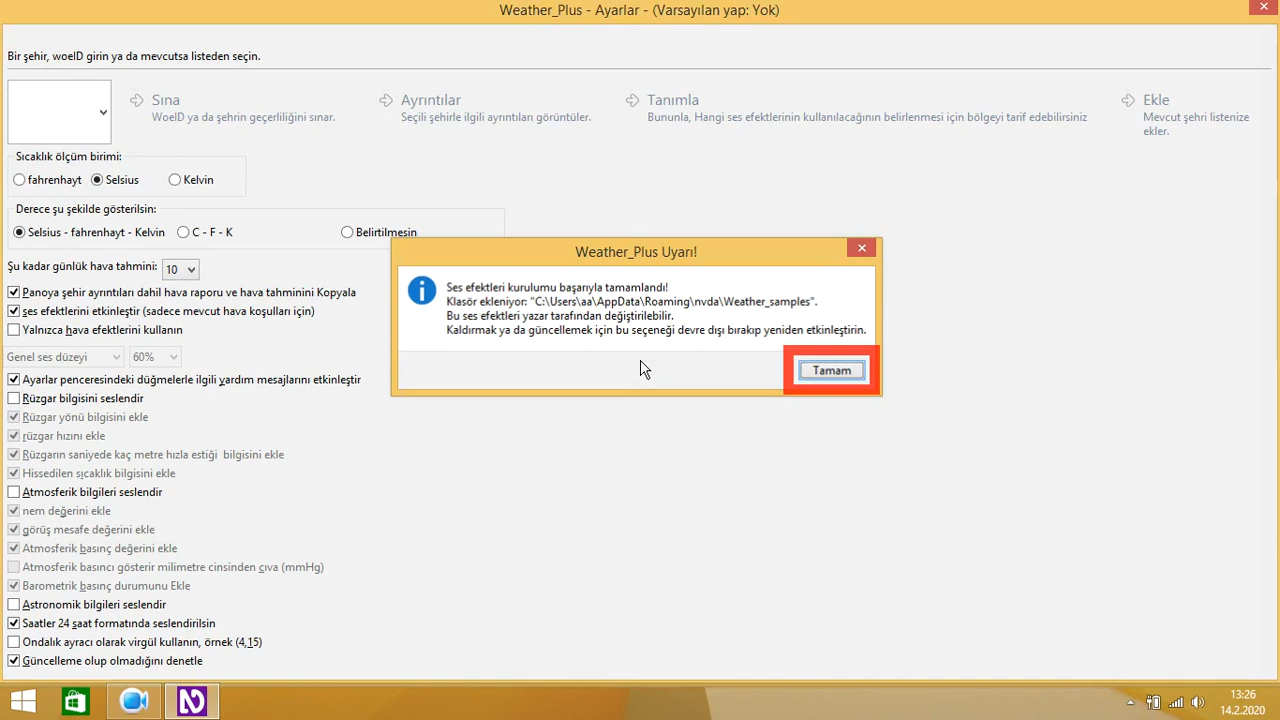 Weather_Plus - Ayarlar - (Varsayılan yap: Yok)
Bir şehir, woeID girin ya da mevcutsa listeden seçin.
Sına
WoeID ya da şehrin geçerliliğini sınar.
Ayrıntılar
Seçili şehirle ilgili ayrıntıları görüntüler.
Tanımla
Bununla, Hangi ses efektlerinin kullanılacağının belirlenmesi için bölgeyi tarif edebilirsiniz
Ekle
Mevcut şehri listenize
ekler.
Sıcaklık ölçüm birimi:
fahrenhayt Selsius Kelvin
Derece şu şekilde gösterilsin:
Selsius - fahrenhayt - Kelvin C - F - K Belirtilmesin
Şu kadar günlük hava tahmini: 10
Panoya şehir ayrıntıları dahil hava raporu ve hava tahminini Kopyala
ses efektlerini etkinleştir (sadece mevcut hava koşulları için)
Yalnızca hava efektlerini kullanın
Genel ses düzeyi 60%
Ayarlar penceresindeki düğmelerle ilgili yardım mesajlarını etkinleştir
Rüzgar bilgisini seslendir
Rüzgar yönü bilgisini ekle
rüzgar hızını ekle
Rüzgarın saniyede kaç metre hızla estiği bilgisini ekle
Hissedilen sıcaklık bilgisini ekle
Atmosferik bilgileri seslendir
nem değerini ekle
görüş mesafe değerini ekle
Atmosferik basınç değerini ekle
Atmosferik basıncı gösterir milimetre cinsinden cıva (mmHg)
Barometrik basınç durumunu Ekle
Astronomik bilgileri seslendir
Saatler 24 saat formatında seslendirilsin
Ondalık ayracı olarak virgül kullanın, örnek (4,15)
Güncelleme olup olmadığını denetle
Weather_Plus Uyarı!
Ses efektleri kurulumu başarıyla tamamlandı!
Klasör ekleniyor: "C:\Users\aa\AppData\Roaming\nvda\Weather_samples".
Bu ses efektleri yazar tarafından değiştirilebilir.
Kaldırmak ya da güncellemek için bu seçeneği devre dışı bırakıp yeniden etkinleştirin.
Tamam
13:26
14.2.2020